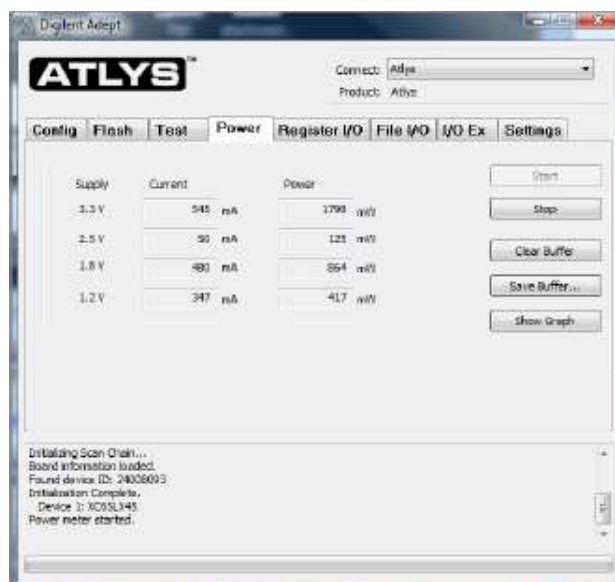 Digilent Adept
ATLYS™
Connect: Atlys
Product: Atlys
Config Flash Test Power Register I/O File I/O I/O Ex Settings
Supply Current Power
3.3 V 545 mA 1798 mW
2.5 V 50 mA 125 mW
1.8 V 480 mA 864 mW
1.2 V 347 mA 417 mW
Start
Stop
Clear Buffer
Save Buffer...
Show Graph
Initializing Scan Chain...
Board information loaded.
Found device ID: 24008093
Initialization Complete.
Device 1: XC6SLX45
Power meter started.